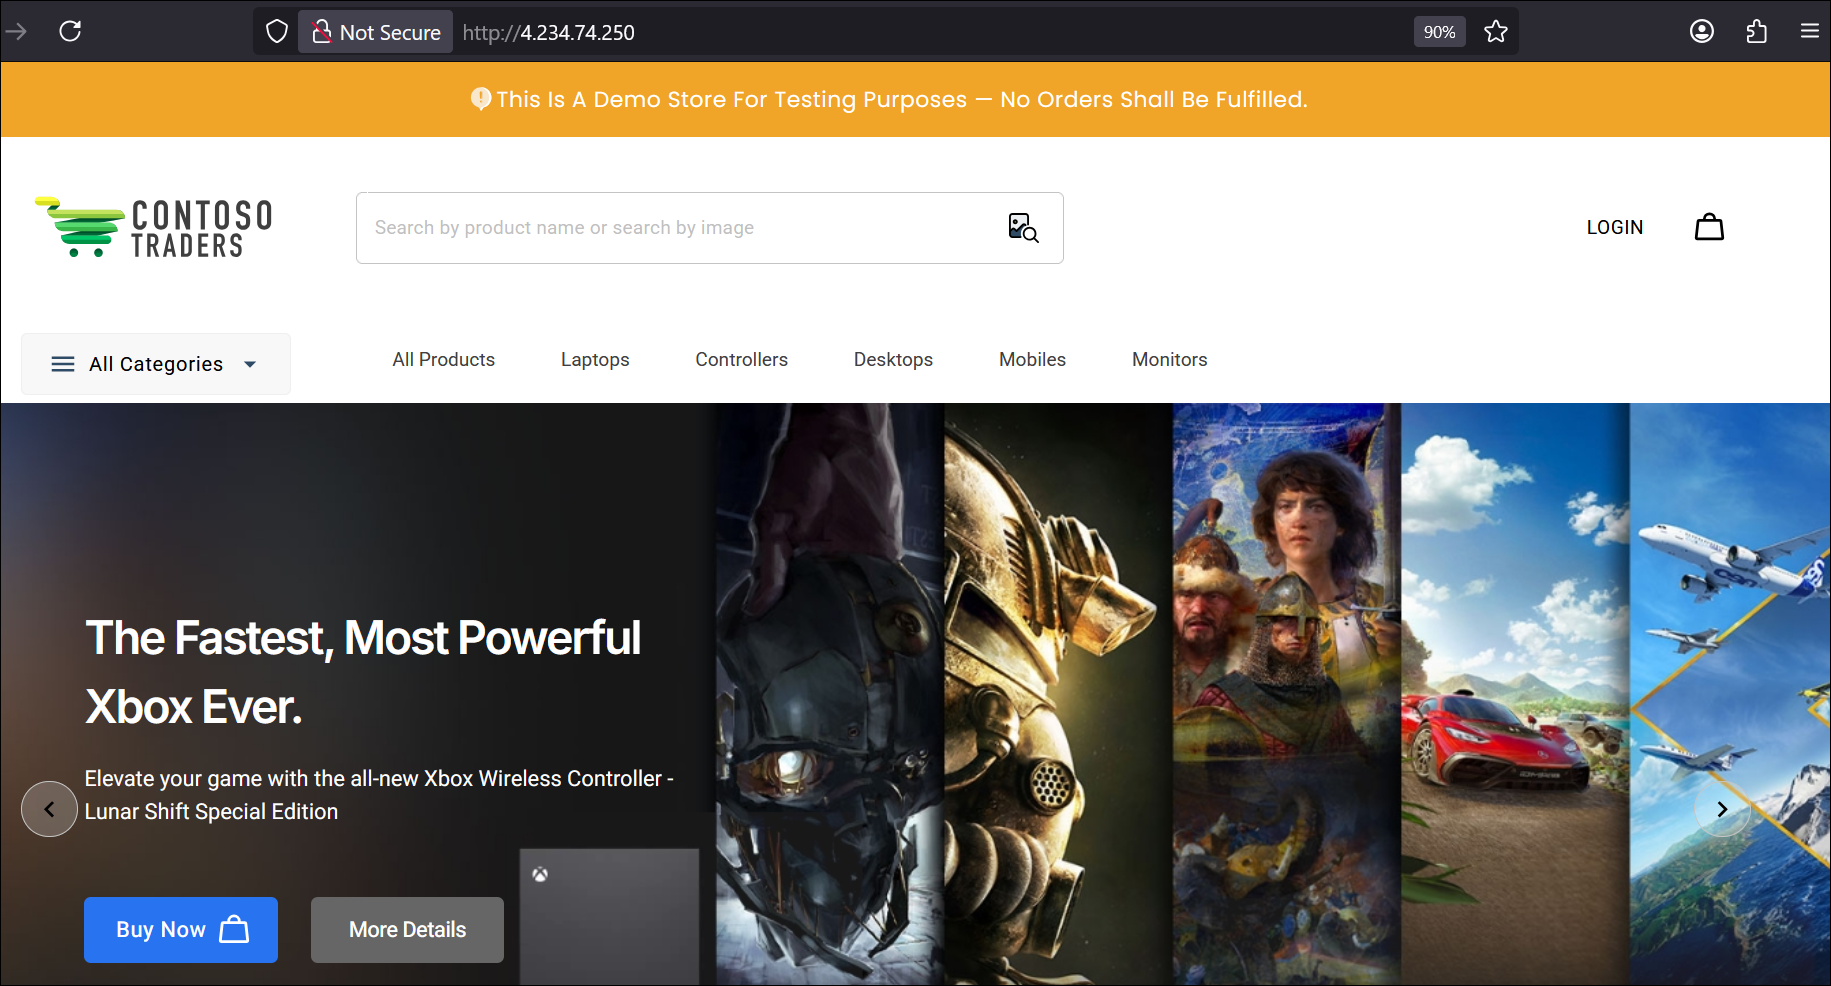 Not Secure http://4.234.74.250 90%
This Is A Demo Store For Testing Purposes — No Orders Shall Be Fulfilled.
CONTOSO
TRADERS
Search by product name or search by image
LOGIN
All Categories
All Products Laptops Controllers Desktops Mobiles Monitors
The Fastest, Most Powerful
Xbox Ever.
Elevate your game with the all-new Xbox Wireless Controller -
Lunar Shift Special Edition
Buy Now More Details